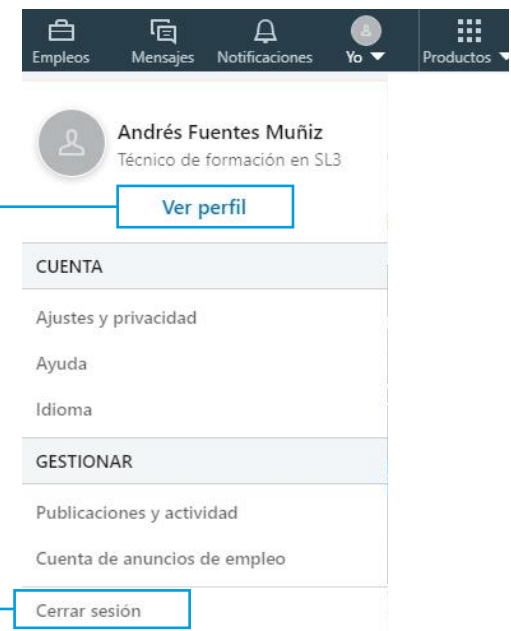 Empleos Mensajes Notificaciones Yo Productos
Andrés Fuentes Muñiz
Técnico de formación en SL3
Ver perfil
CUENTA
Ajustes y privacidad
Ayuda
Idioma
GESTIONAR
Publicaciones y actividad
Cuenta de anuncios de empleo
Cerrar sesión